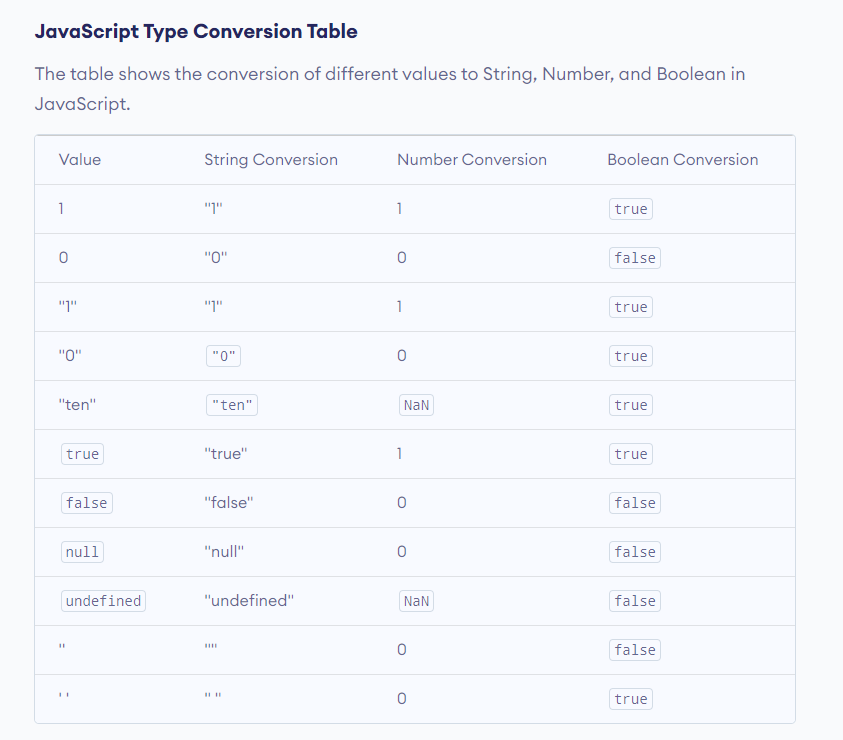 JavaScript Type Conversion Table
The table shows the conversion of different values to String, Number, and Boolean in
JavaScript.
Value String Conversion Number Conversion Boolean Conversion
1 "1" 1 true
0 "0" 0 false
"1" "1" 1 true
"0" "0" 0 true
"ten" "ten" NaN true
true "true" 1 true
false "false" 0 false
null "null" 0 false
undefined "undefined" NaN false
'' "" 0 false
' ' " " 0 true